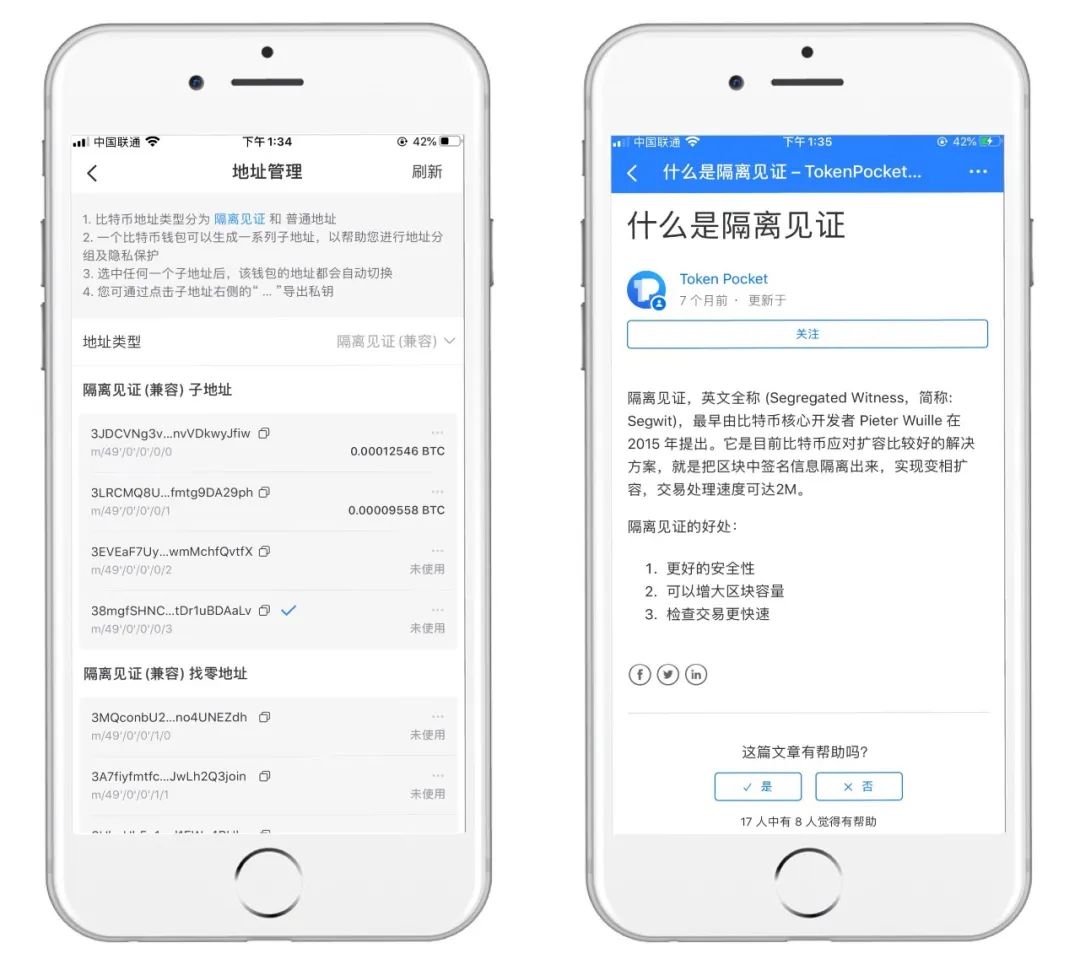 中国联通
下午1:34
42%
地址管理
刷新
1. 比特币地址类型分为 隔离见证 和 普通地址
2. 一个比特币钱包可以生成一系列子地址，以帮助您进行地址分
组及隐私保护
3. 选中任何一个子地址后，该钱包的地址都会自动切换
4. 您可通过点击子地址右侧的“ ... ”导出私钥
地址类型
隔离见证 (兼容)
隔离见证 (兼容) 子地址
3JDCVNg3v...nvVDkwyJfiw
m/49'/0'/0'/0/0
0.00012546 BTC
3LRCMQ8U...fmtg9DA29ph
m/49'/0'/0'/0/1
0.00009558 BTC
3EVEaF7Uy...wmMchfQvtfX
m/49'/0'/0'/0/2
未使用
38mgfSHNC...tDr1uBDAaLv
m/49'/0'/0'/0/3
未使用
隔离见证 (兼容) 找零地址
3MQconbU2...no4UNEZdh
m/49'/0'/0'/1/0
未使用
3A7fiyfmtfc...JwLh2Q3join
m/49'/0'/0'/1/1
未使用
中国联通
下午1:35
42%
什么是隔离见证 – TokenPocket...
什么是隔离见证
Token Pocket
7 个月前 · 更新于
关注
隔离见证，英文全称 (Segregated Witness，简称:
Segwit)，最早由比特币核心开发者 Pieter Wuille 在
2015 年提出。它是目前比特币应对扩容比较好的解决
方案，就是把区块中签名信息隔离出来，实现变相扩
容，交易处理速度可达2M。
隔离见证的好处：
1. 更好的安全性
2. 可以增大区块容量
3. 检查交易更快速
这篇文章有帮助吗？
是
否
17 人中有 8 人觉得有帮助